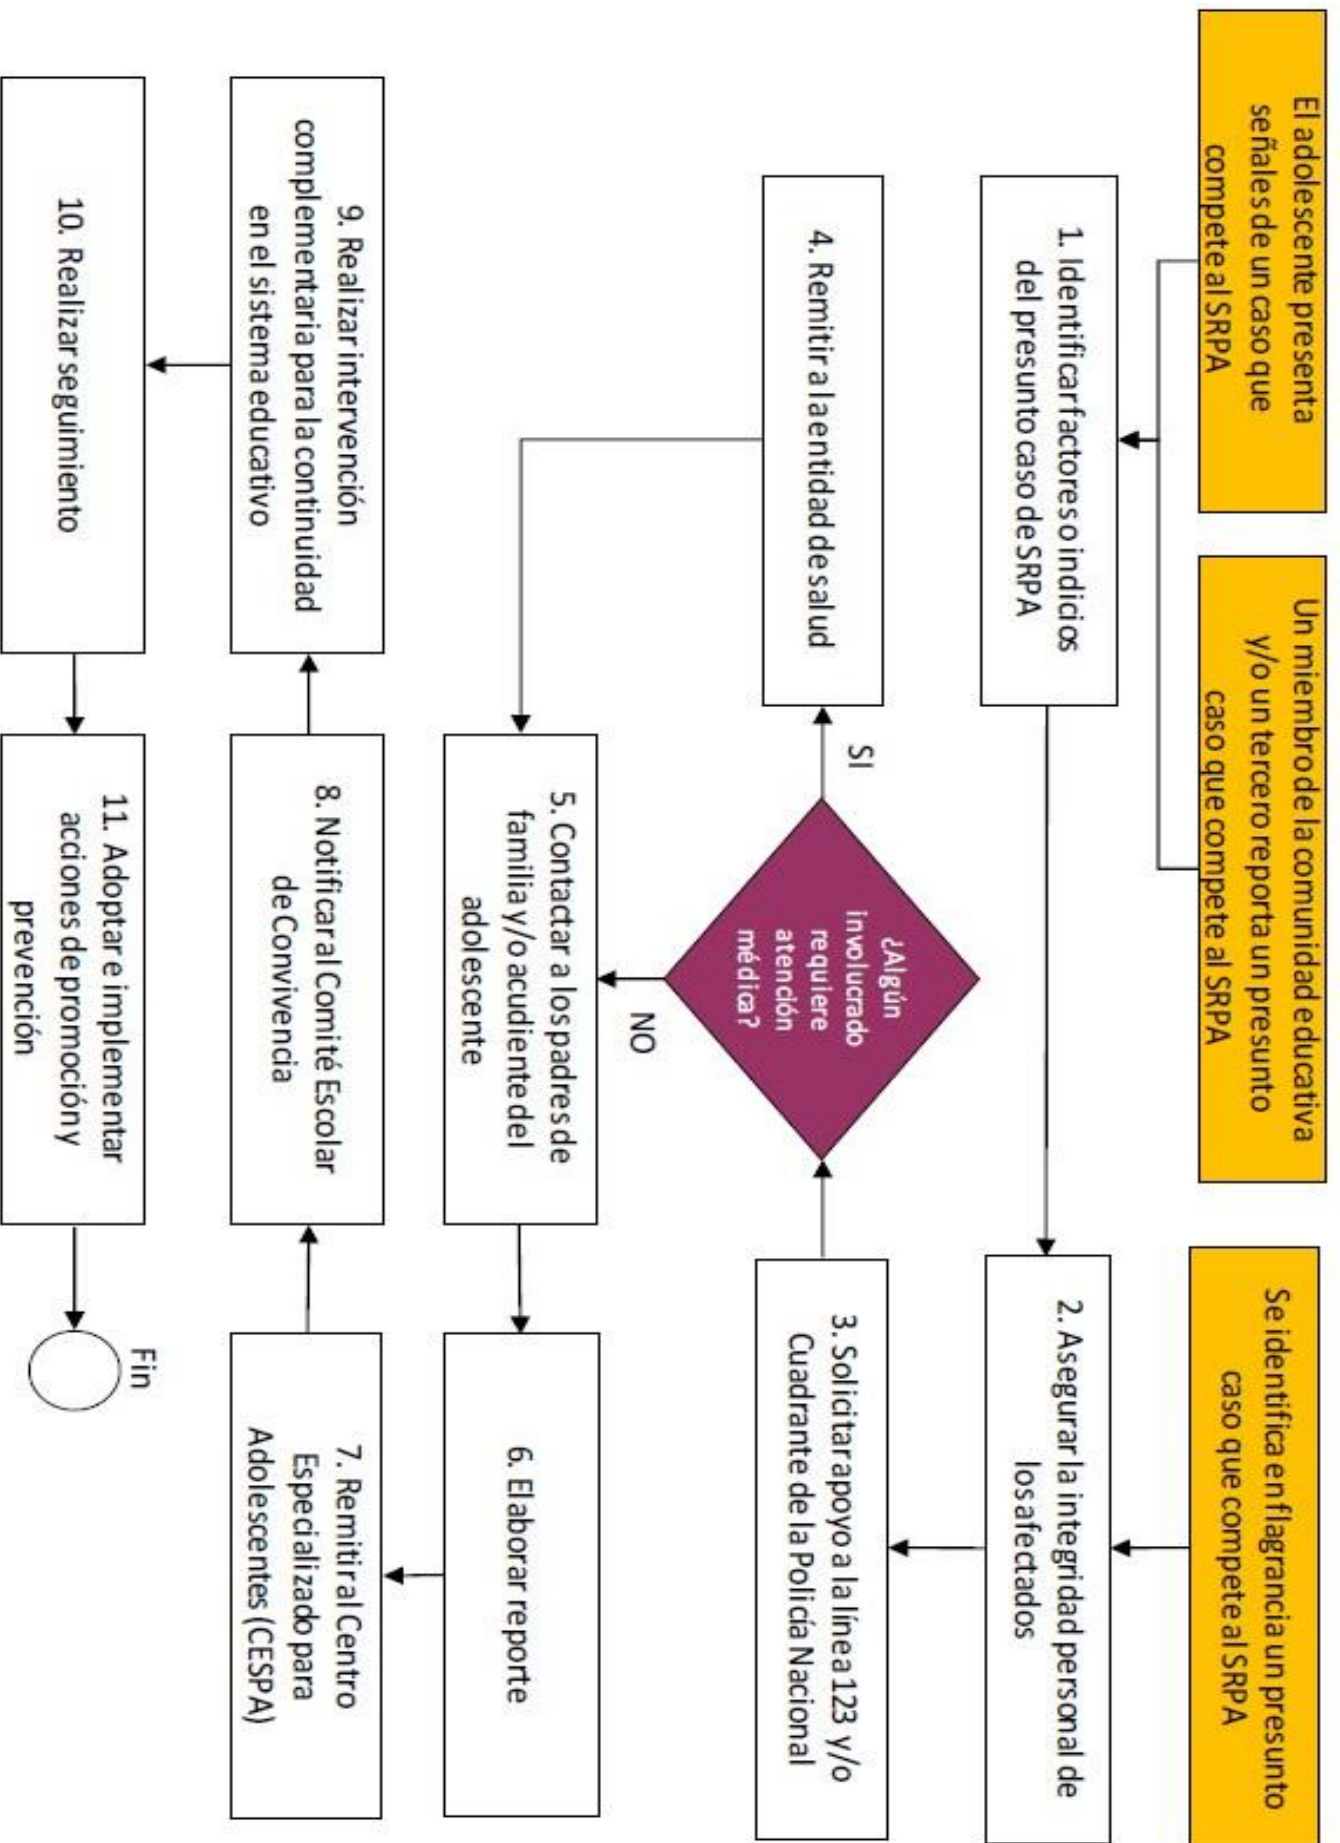 El adolescente presenta
señales de un caso que
compete al SRPA
Un miembro de la comunidad educativa
y/o un tercero reporta un presunto
caso que compete al SRPA
Se identifica en flagrancia un presunto
caso que compete al SRPA
1. Identificar factores o indicios
del presunto caso de SRPA
2. Asegurar la integridad personal de
los afectados
4. Remitir a la entidad de salud
SI
¿Algún
involucrado
requiere
atención
médica?
NO
3. Solicitar apoyo a la línea 123 y/o
Cuadrante de la Policía Nacional
5. Contactar a los padres de
familia y/o acudiente del
adolescente
6. Elaborar reporte
9. Realizar intervención
complementaria para la continuidad
en el sistema educativo
8. Notificar al Comité Escolar
de Convivencia
7. Remitir al Centro
Especializado para
Adolescentes (CESPA)
10. Realizar seguimiento
11. Adoptar e implementar
acciones de promoción y
prevención
Fin